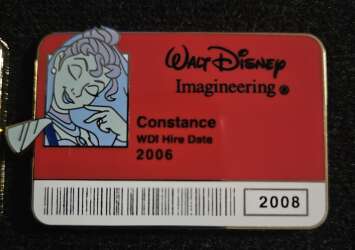 Walt Disney
Imagineering ®
Constance
WDI Hire Date
2006
2008